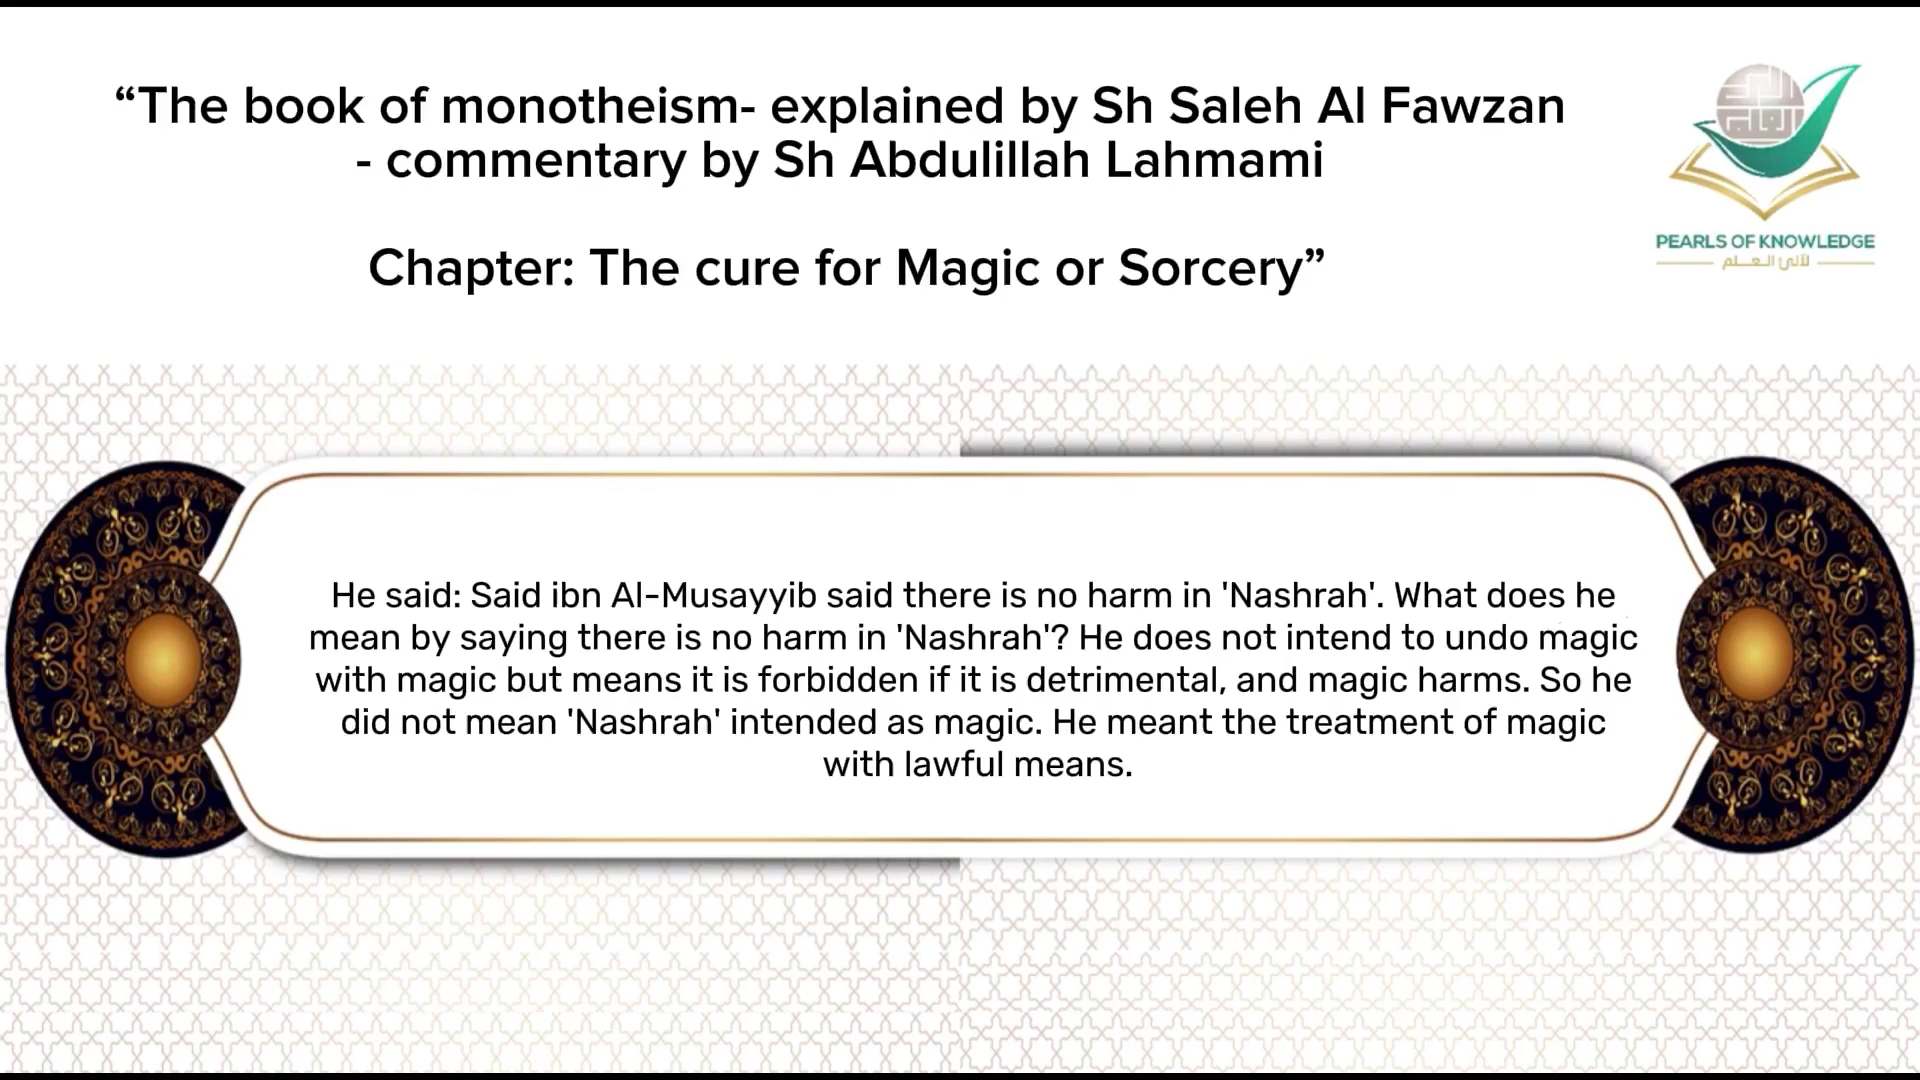 “The book of monotheism- explained by Sh Saleh Al Fawzan
- commentary by Sh Abdulillah Lahmami
Chapter: The cure for Magic or Sorcery”
PEARLS OF KNOWLEDGE
لآلئ العلم
He said: Said ibn Al-Musayyib said there is no harm in 'Nashrah'. What does he
mean by saying there is no harm in 'Nashrah'? He does not intend to undo magic
with magic but means it is forbidden if it is detrimental, and magic harms. So he
did not mean 'Nashrah' intended as magic. He meant the treatment of magic
with lawful means.